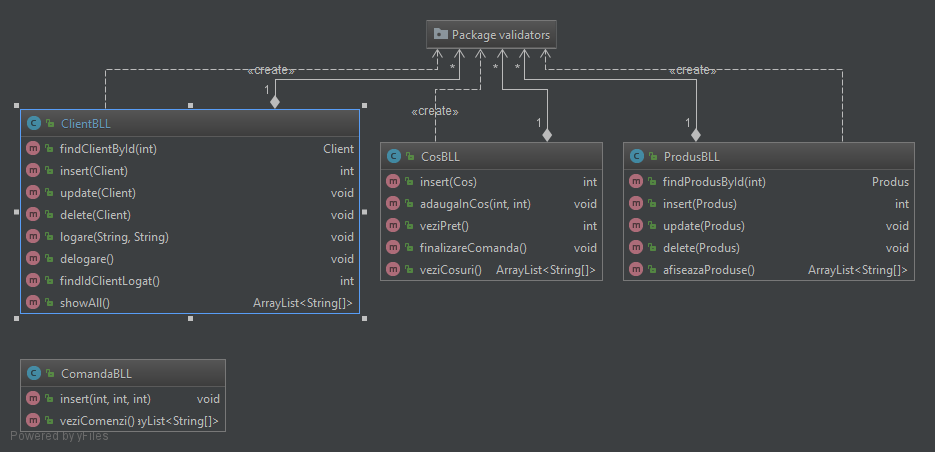 Package validators
«create»
*
*
*
«create»
1
«create»
1
1
ClientBLL
findClientById(int) Client
insert(Client) int
update(Client) void
delete(Client) void
logare(String, String) void
delogare() void
findIdClientLogat() int
showAll() ArrayList<String[]>
CosBLL
insert(Cos) int
adaugaInCos(int, int) void
veziPret() int
finalizareComanda() void
veziCosuri() ArrayList<String[]>
ProdusBLL
findProdusById(int) Produs
insert(Produs) int
update(Produs) void
delete(Produs) void
afiseazaProduse() ArrayList<String[]>
ComandaBLL
insert(int, int, int) void
veziComenzi() ayList<String[]>
Powered by yFiles